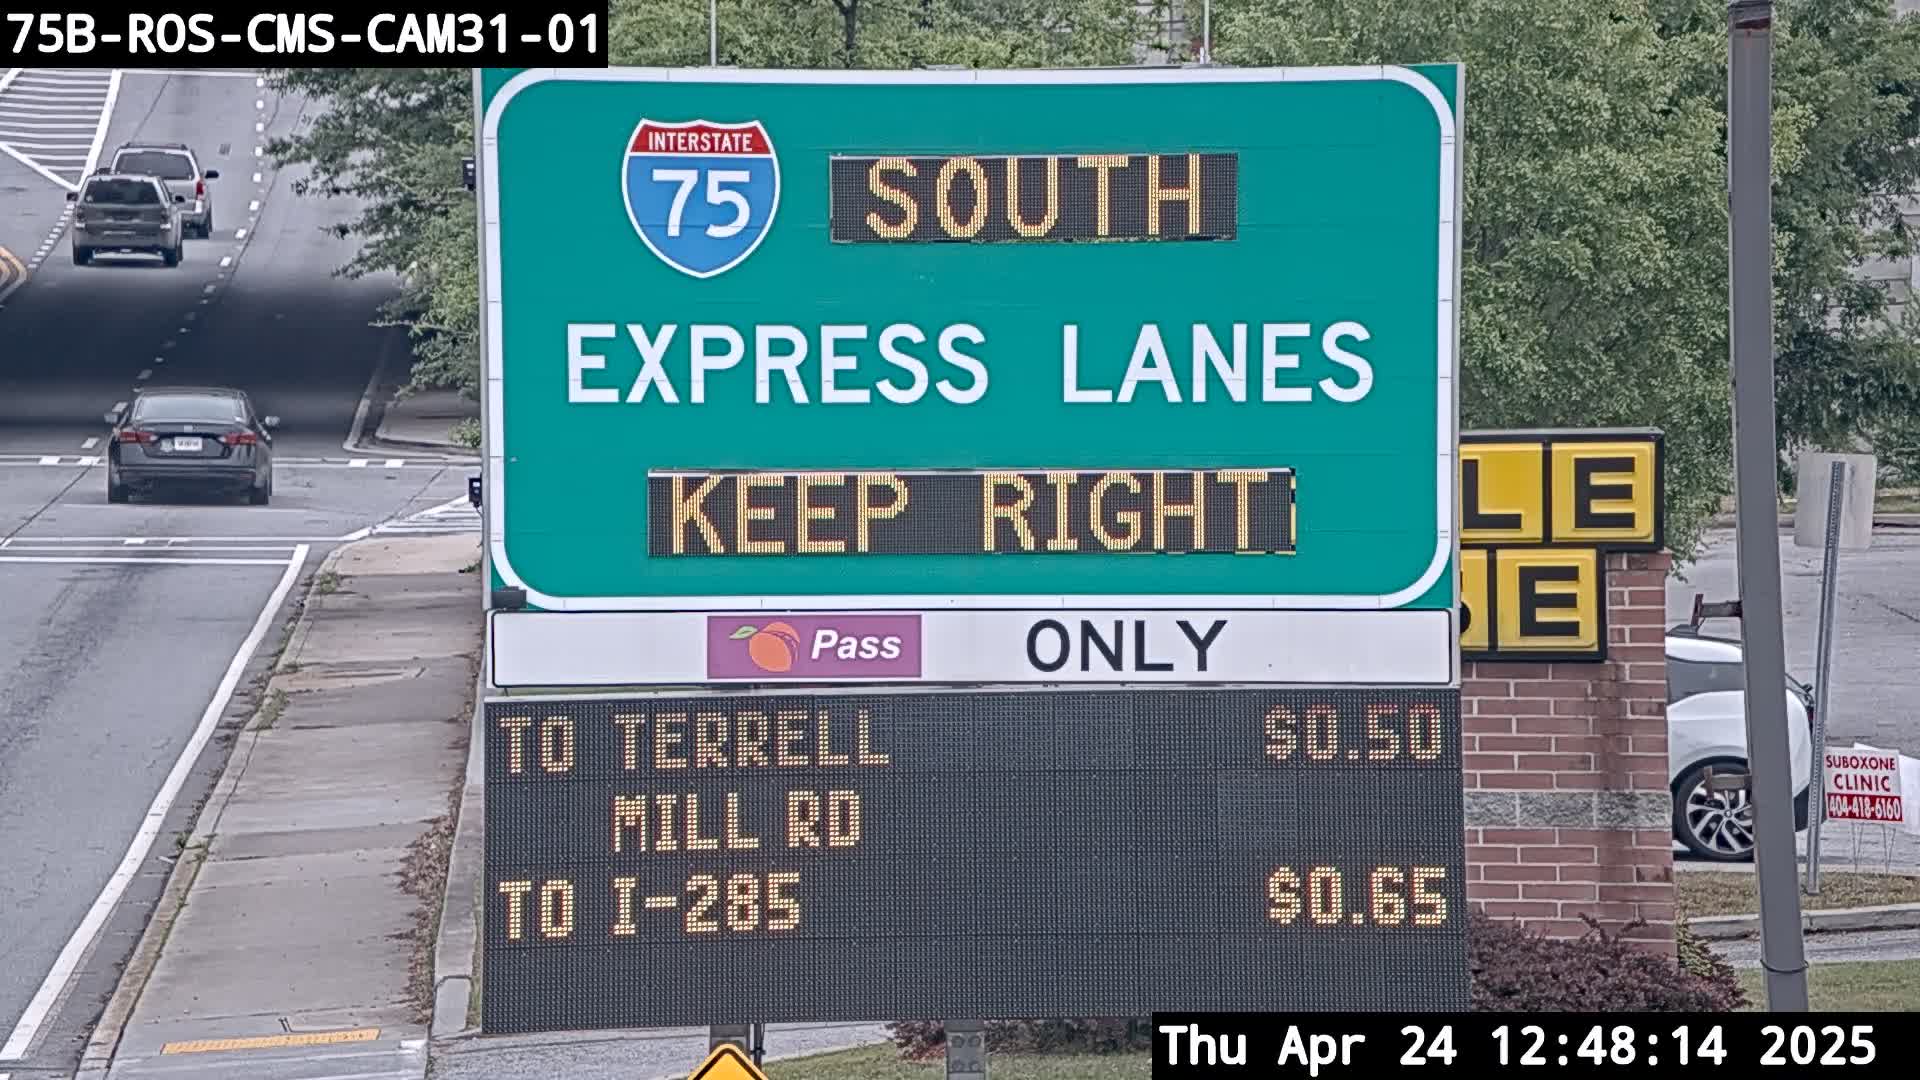 75B-ROS-CMS-CAM31-01
INTERSTATE
75
SOUTH
EXPRESS LANES
KEEP RIGHT
Pass
ONLY
TO TERRELL $0.50
MILL RD
TO I-285 $0.65
LE
E
SUBOXONE
CLINIC
404-418-6160
Thu Apr 24 12:48:14 2025